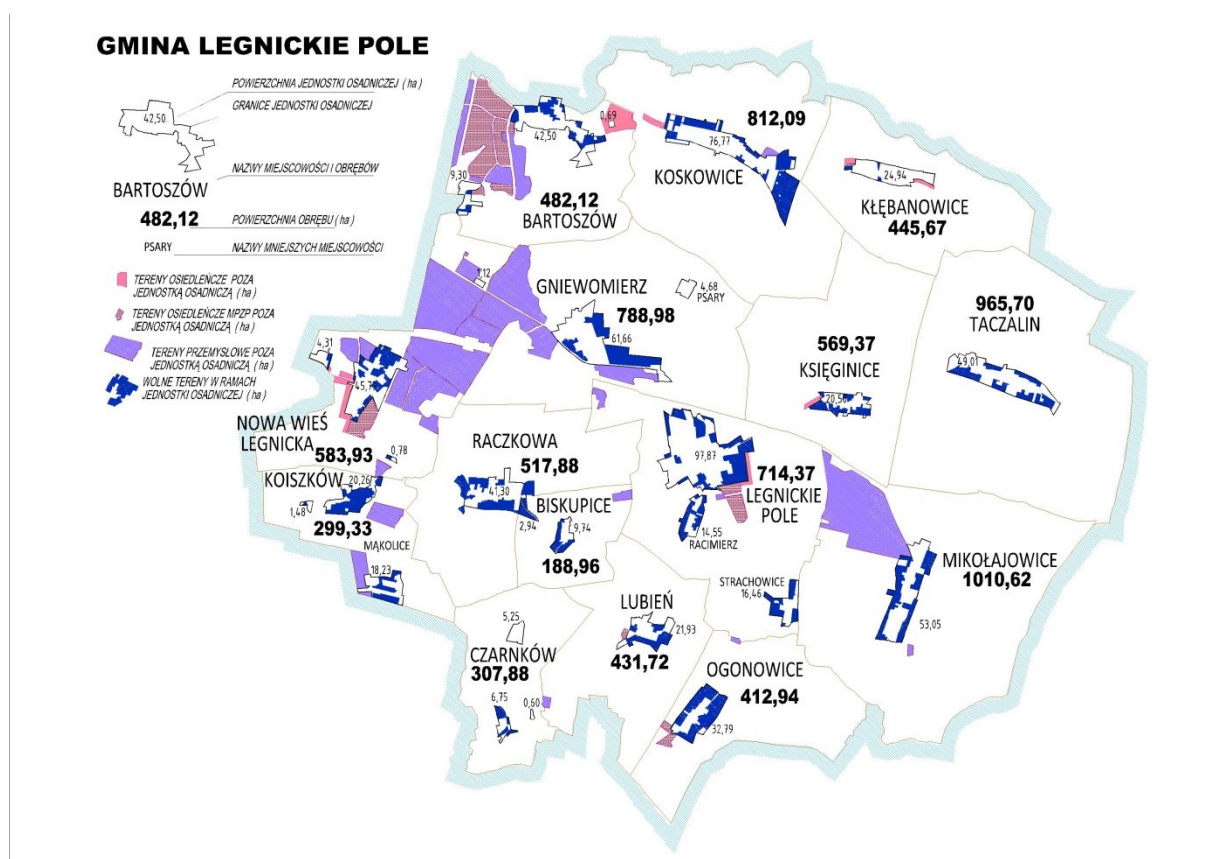 GMINA LEGNICKIE POLE
POWIERZCHNIA JEDNOSTKI OSADNICZEJ ( ha )
GRANICE JEDNOSTKI OSADNICZEJ
42,50
NAZWY MIEJSCOWOŚCI I OBRĘBÓW
BARTOSZÓW
482,12
POWIERZCHNIA OBRĘBU ( ha )
PSARY
NAZWY MNIEJSZYCH MIEJSCOWOŚCI
TERENY OSIEDLEŃCZE POZA
JEDNOSTKĄ OSADNICZĄ ( ha )
TERENY OSIEDLEŃCZE MPZP POZA
JEDNOSTKĄ OSADNICZĄ ( ha )
TERENY PRZEMYSŁOWE POZA
JEDNOSTKĄ OSADNICZĄ ( ha )
WOLNE TERENY W RAMACH
JEDNOSTKI OSADNICZEJ ( ha )
42,50
0,69
9,30
482,12
BARTOSZÓW
812,09
76,77
KOSKOWICE
24,94
KŁĘBANOWICE
445,67
GNIEWOMIERZ
788,98
61,66
4,68
PSARY
965,70
TACZALIN
49,01
569,37
KSIĘGINICE
20,50
4,31
NOWA WIEŚ
LEGNICKA
583,93
0,78
RACZKOWA
517,88
41,30
2,94
97,87
714,37
LEGNICKIE
POLE
14,55
RACIMIERZ
KOISZKÓW
20,26
1,48
299,33
MĄKOLICE
18,23
BISKUPICE
9,74
188,96
STRACHOWICE
16,46
MIKOŁAJOWICE
1010,62
53,05
LUBIEŃ
21,93
431,72
5,25
CZARNKÓW
307,88
6,75
0,60
OGONOWICE
412,94
32,79